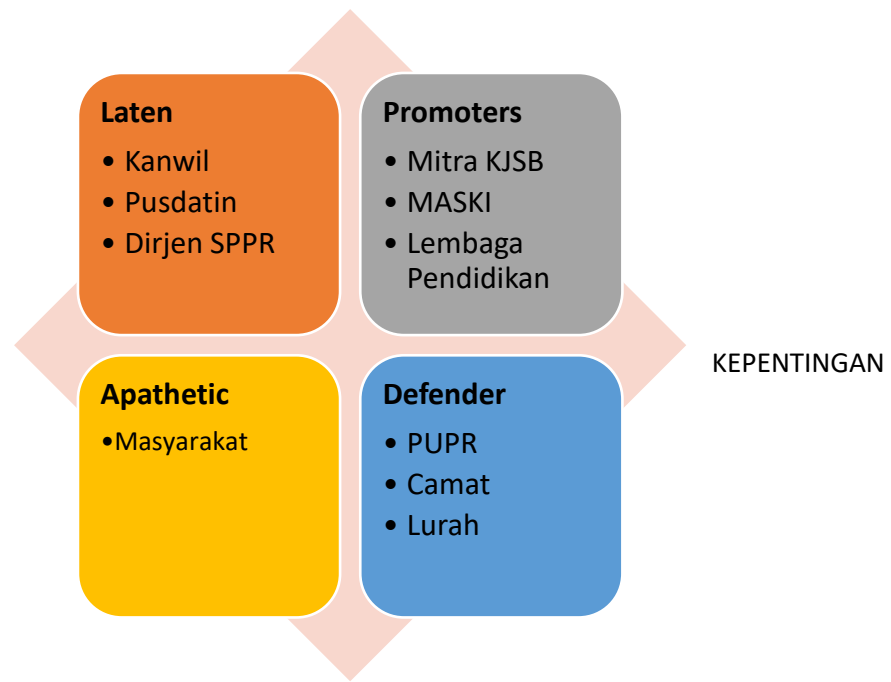 Laten
• Kanwil
• Pusdatin
• Dirjen SPPR
Promoters
• Mitra KJSB
• MASKI
• Lembaga
Pendidikan
KEPENTINGAN
Apathetic
•Masyarakat
Defender
• PUPR
• Camat
• Lurah